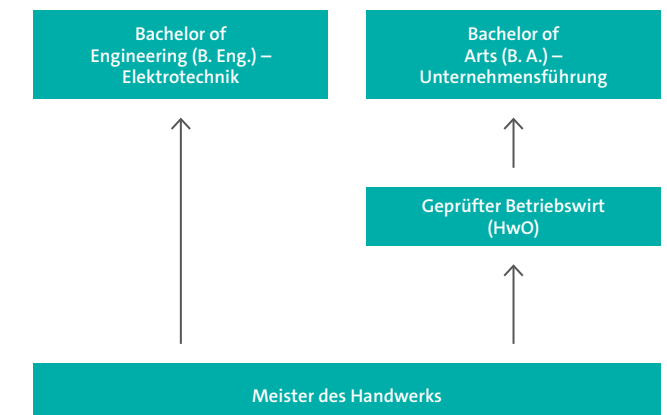 Bachelor of
Engineering (B. Eng.) –
Elektrotechnik
Bachelor of
Arts (B. A.) –
Unternehmensführung
Geprüfter Betriebswirt
(HwO)
Meister des Handwerks